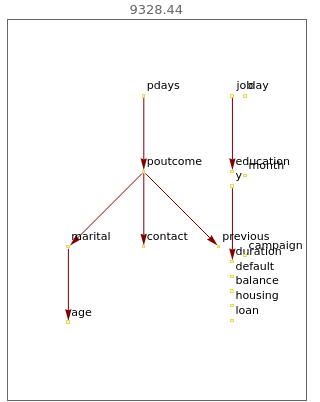 9328.44
pdays
job
day
poutcome
education
month
y
marital
contact
previous
campaign
duration
default
balance
housing
loan
age